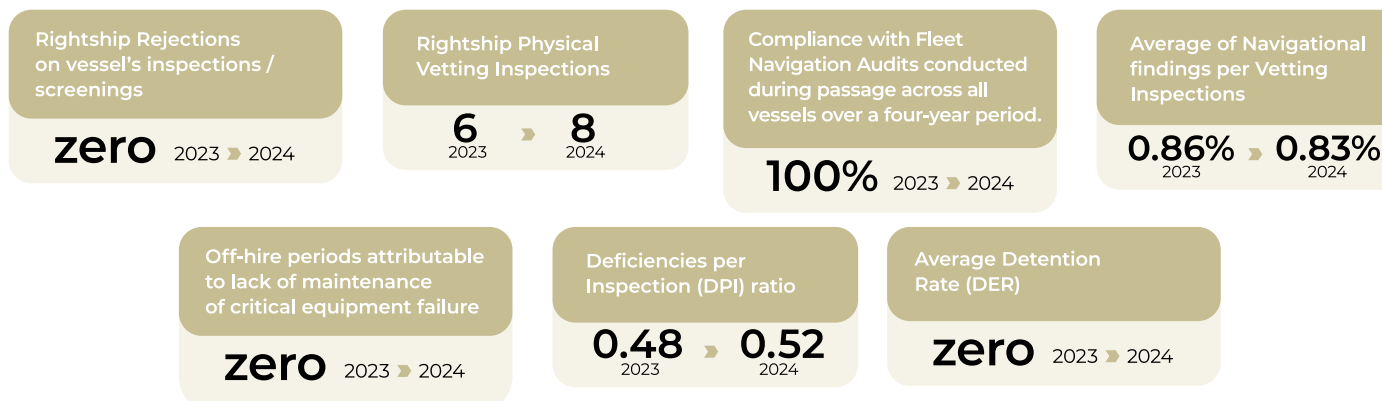 Rightship Rejections
on vessel's inspections /
screenings
zero 2023 2024
Rightship Physical
Vetting Inspections
6 8
2023 2024
Compliance with Fleet
Navigation Audits conducted
during passage across all
vessels over a four-year period.
100% 2023 2024
Average of Navigational
findings per Vetting
Inspections
0.86% 0.83%
2023 2024
Off-hire periods attributable
to lack of maintenance
of critical equipment failure
zero 2023 2024
Deficiencies per
Inspection (DPI) ratio
0.48 0.52
2023 2024
Average Detention
Rate (DER)
zero 2023 2024